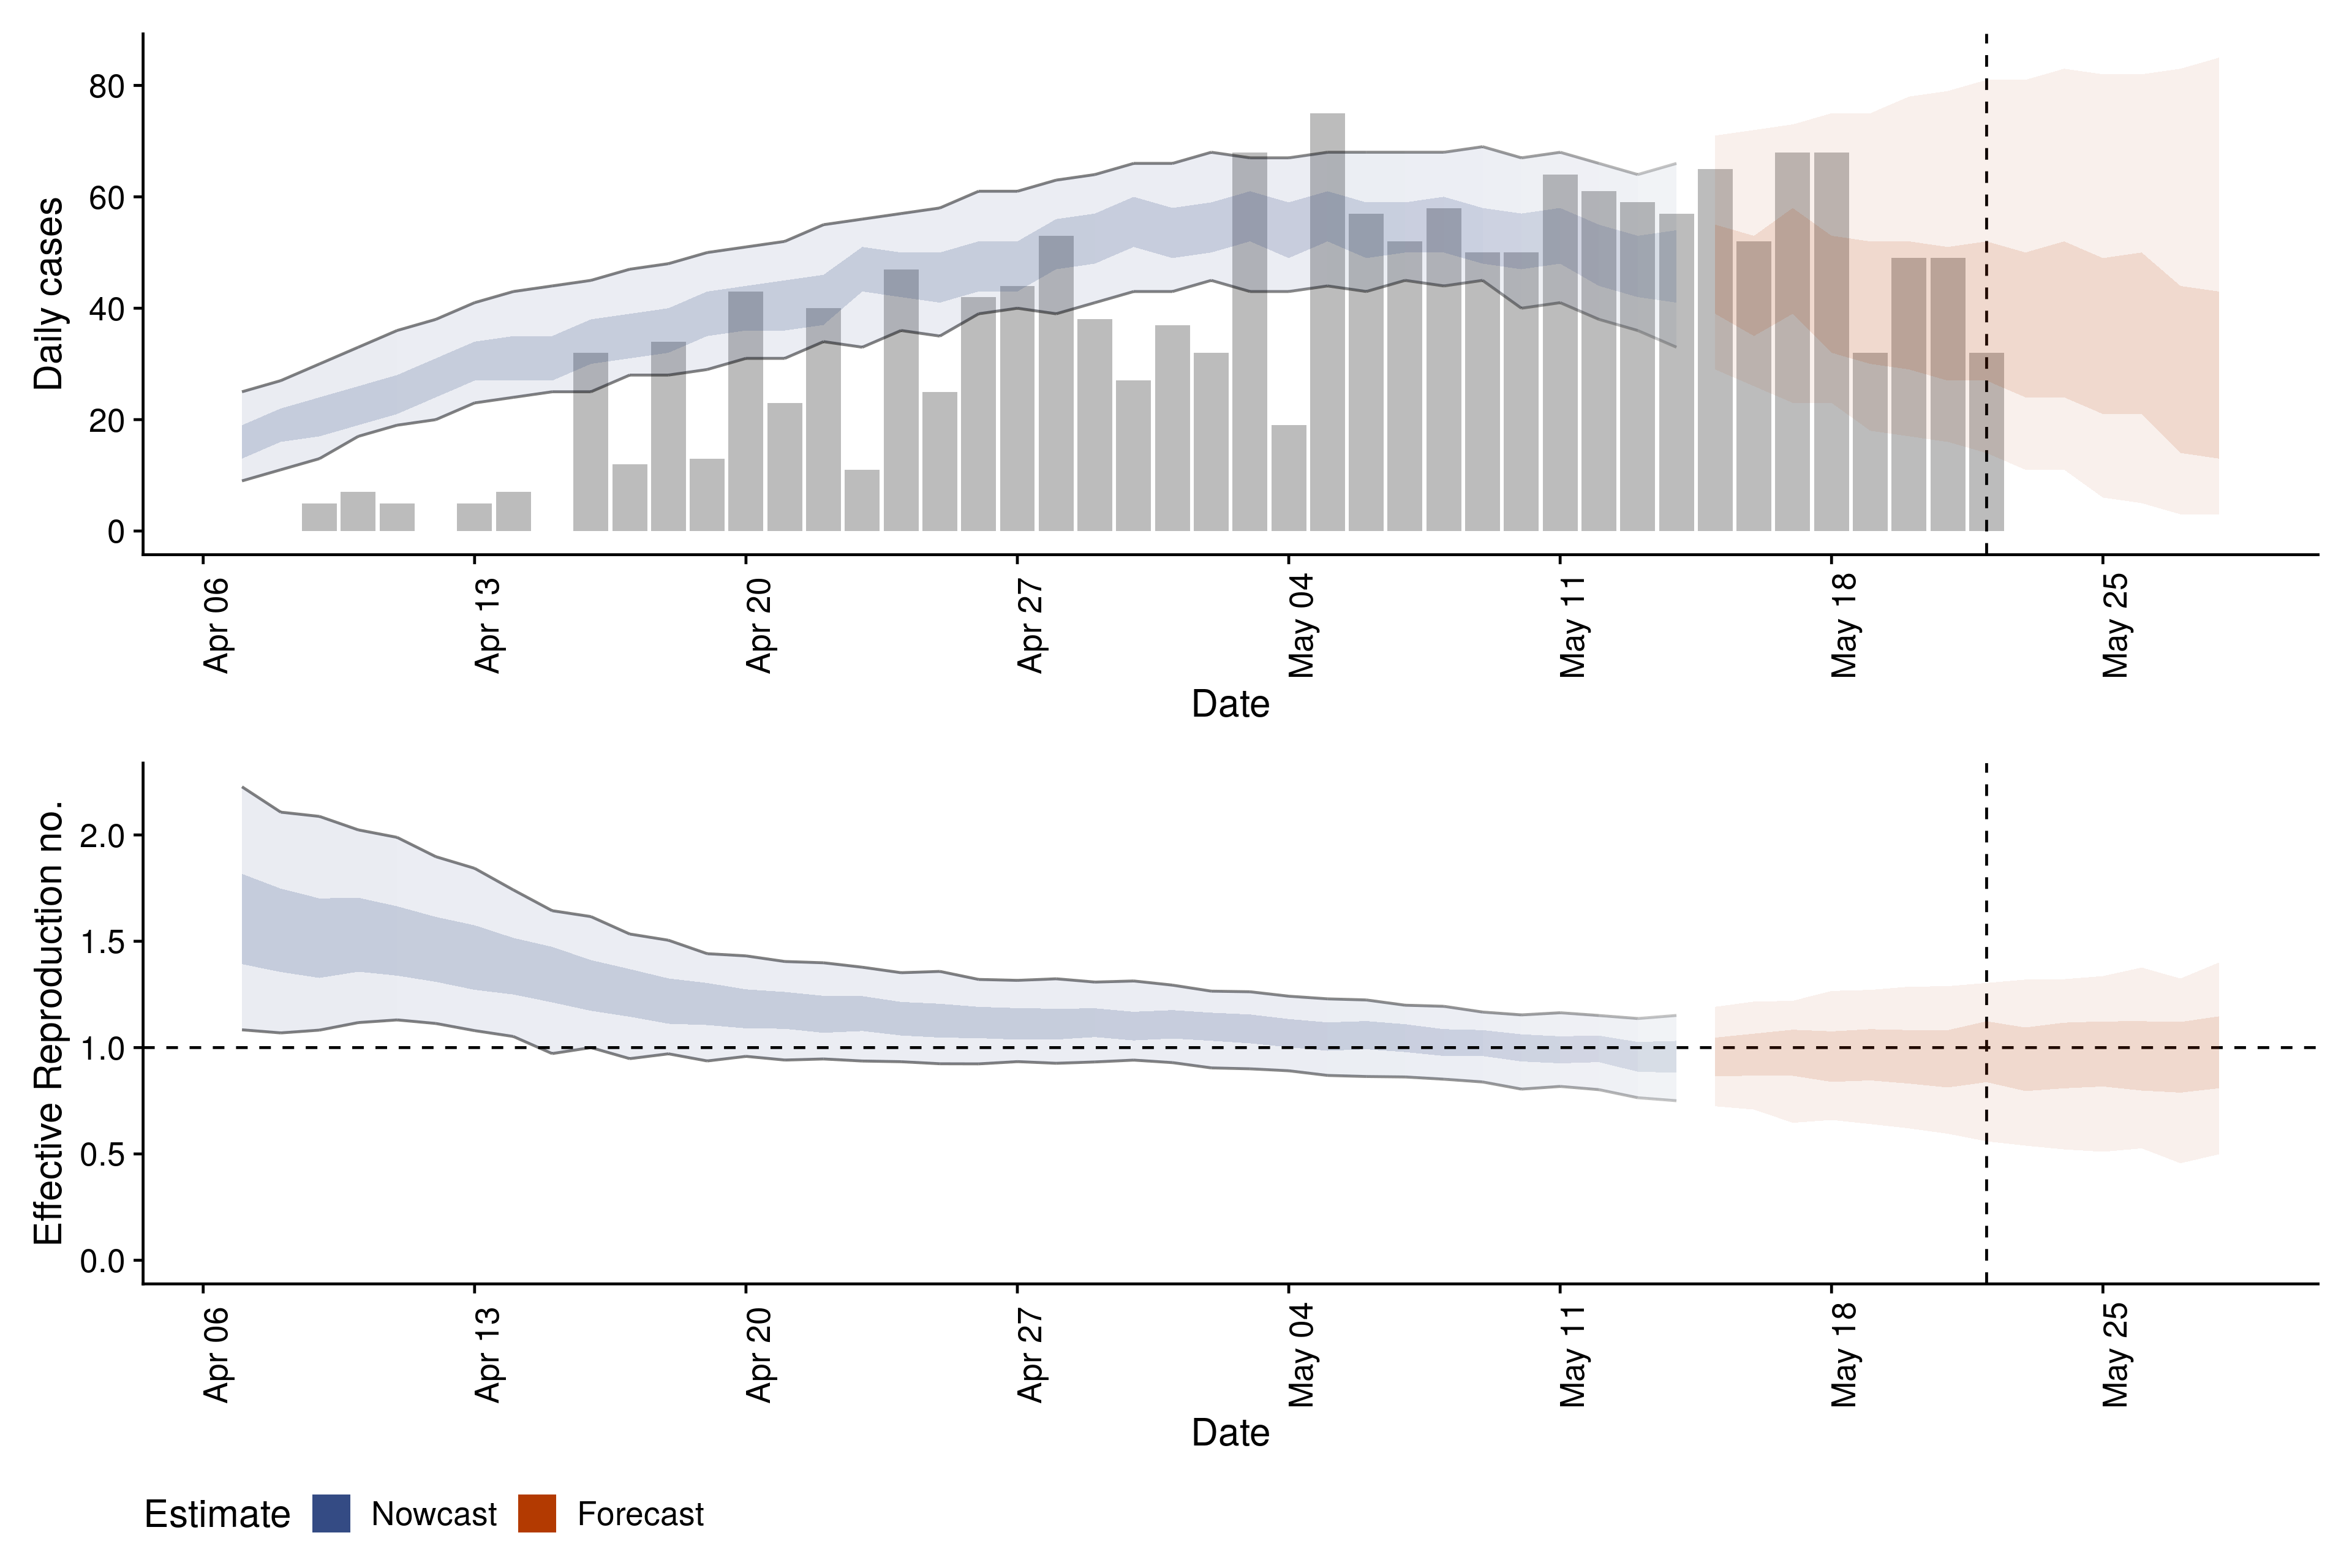 Daily cases
80
60
40
20
0
Apr 06
Apr 13
Apr 20
Apr 27
May 04
May 11
May 18
May 25
Date
Effective Reproduction no.
2.0
1.5
1.0
0.5
0.0
Apr 06
Apr 13
Apr 20
Apr 27
May 04
May 11
May 18
May 25
Date
Estimate Nowcast Forecast